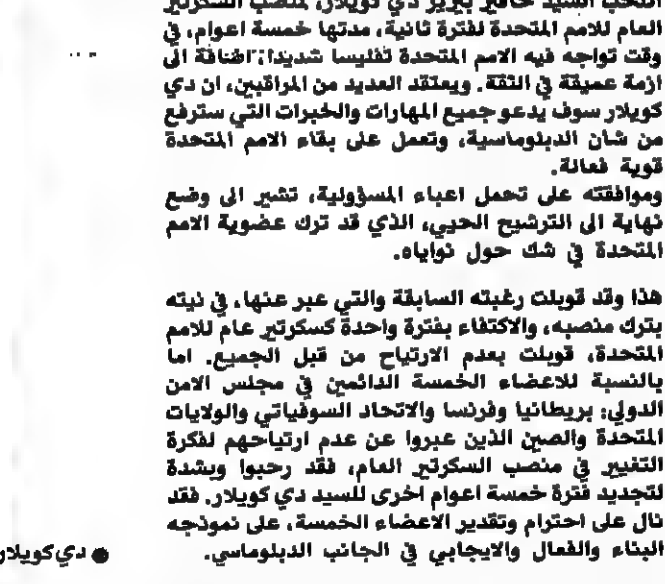 انتخب السيد خافير بيريز دي كويلار، لمنصب السكرتير
العام للامم المتحدة لفترة ثانية، مدتها خمسة اعوام، في
وقت تواجه فيه الامم المتحدة تفليسا شديدا، اضافة الى
ازمة عميقة في الثقة. ويعتقد العديد من المراقبين، ان دي
كويلار سوف يدعو جميع المهارات والخبرات التي سترفع
من شان الدبلوماسية، وتعمل على بقاء الامم المتحدة
قوية فعالة.
وموافقته على تحمل اعباء المسؤولية، تشير الى وضع
نهاية الى الترشيح الحيي، الذي قد ترك عضوية الامم
المتحدة في شك حول نواياه.
هذا وقد قوبلت رغبته السابقة والتي عبر عنها، في نيته
بترك منصبه، والاكتفاء بفترة واحدة كسكرتير عام للامم
المتحدة، قوبلت بعدم الارتياح من قبل الجميع. اما
بالنسبة للاعضاء الخمسة الدائمين في مجلس الامن
الدولي: بريطانيا وفرنسا والاتحاد السوفياتي والولايات
المتحدة والصين الذين عبروا عن عدم ارتياحهم لفكرة
التغيير في منصب السكرتير العام، فقد رحبوا وبشدة
لتجديد فترة خمسة اعوام اخرى للسيد دي كويلار. فقد
نال على احترام وتقدير الاعضاء الخمسة، على نموذجه
البناء والفعال والايجابي في الجانب الدبلوماسي.
● دي كويلار